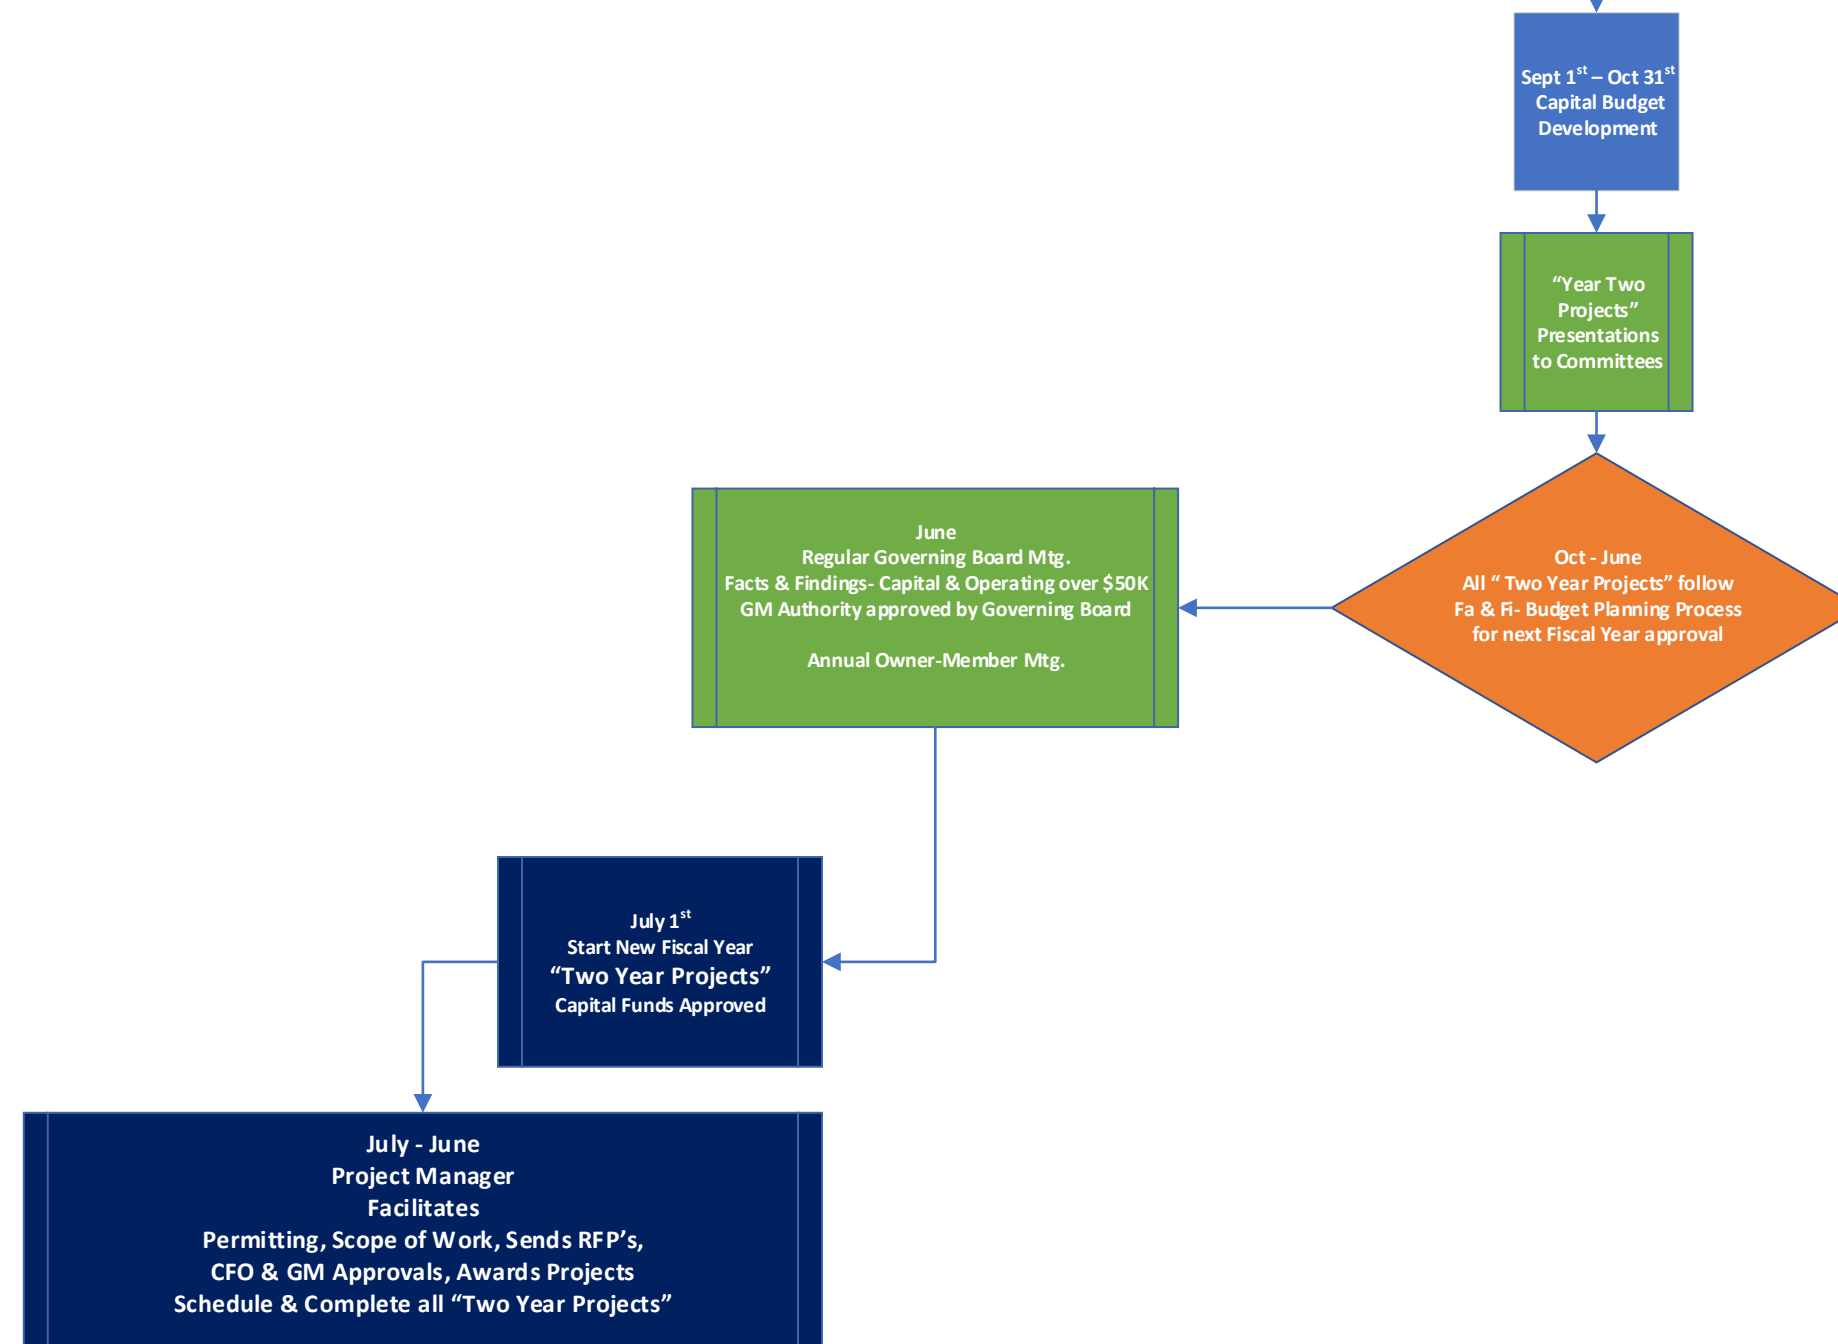 Sept 1st – Oct 31st
Capital Budget
Development
“Year Two
Projects”
Presentations
to Committees
Oct - June
All “ Two Year Projects” follow
Fa & Fi- Budget Planning Process
for next Fiscal Year approval
June
Regular Governing Board Mtg.
Facts & Findings- Capital & Operating over $50K
GM Authority approved by Governing Board
Annual Owner-Member Mtg.
July 1st
Start New Fiscal Year
“Two Year Projects”
Capital Funds Approved
July - June
Project Manager
Facilitates
Permitting, Scope of Work, Sends RFP’s,
CFO & GM Approvals, Awards Projects
Schedule & Complete all “Two Year Projects”